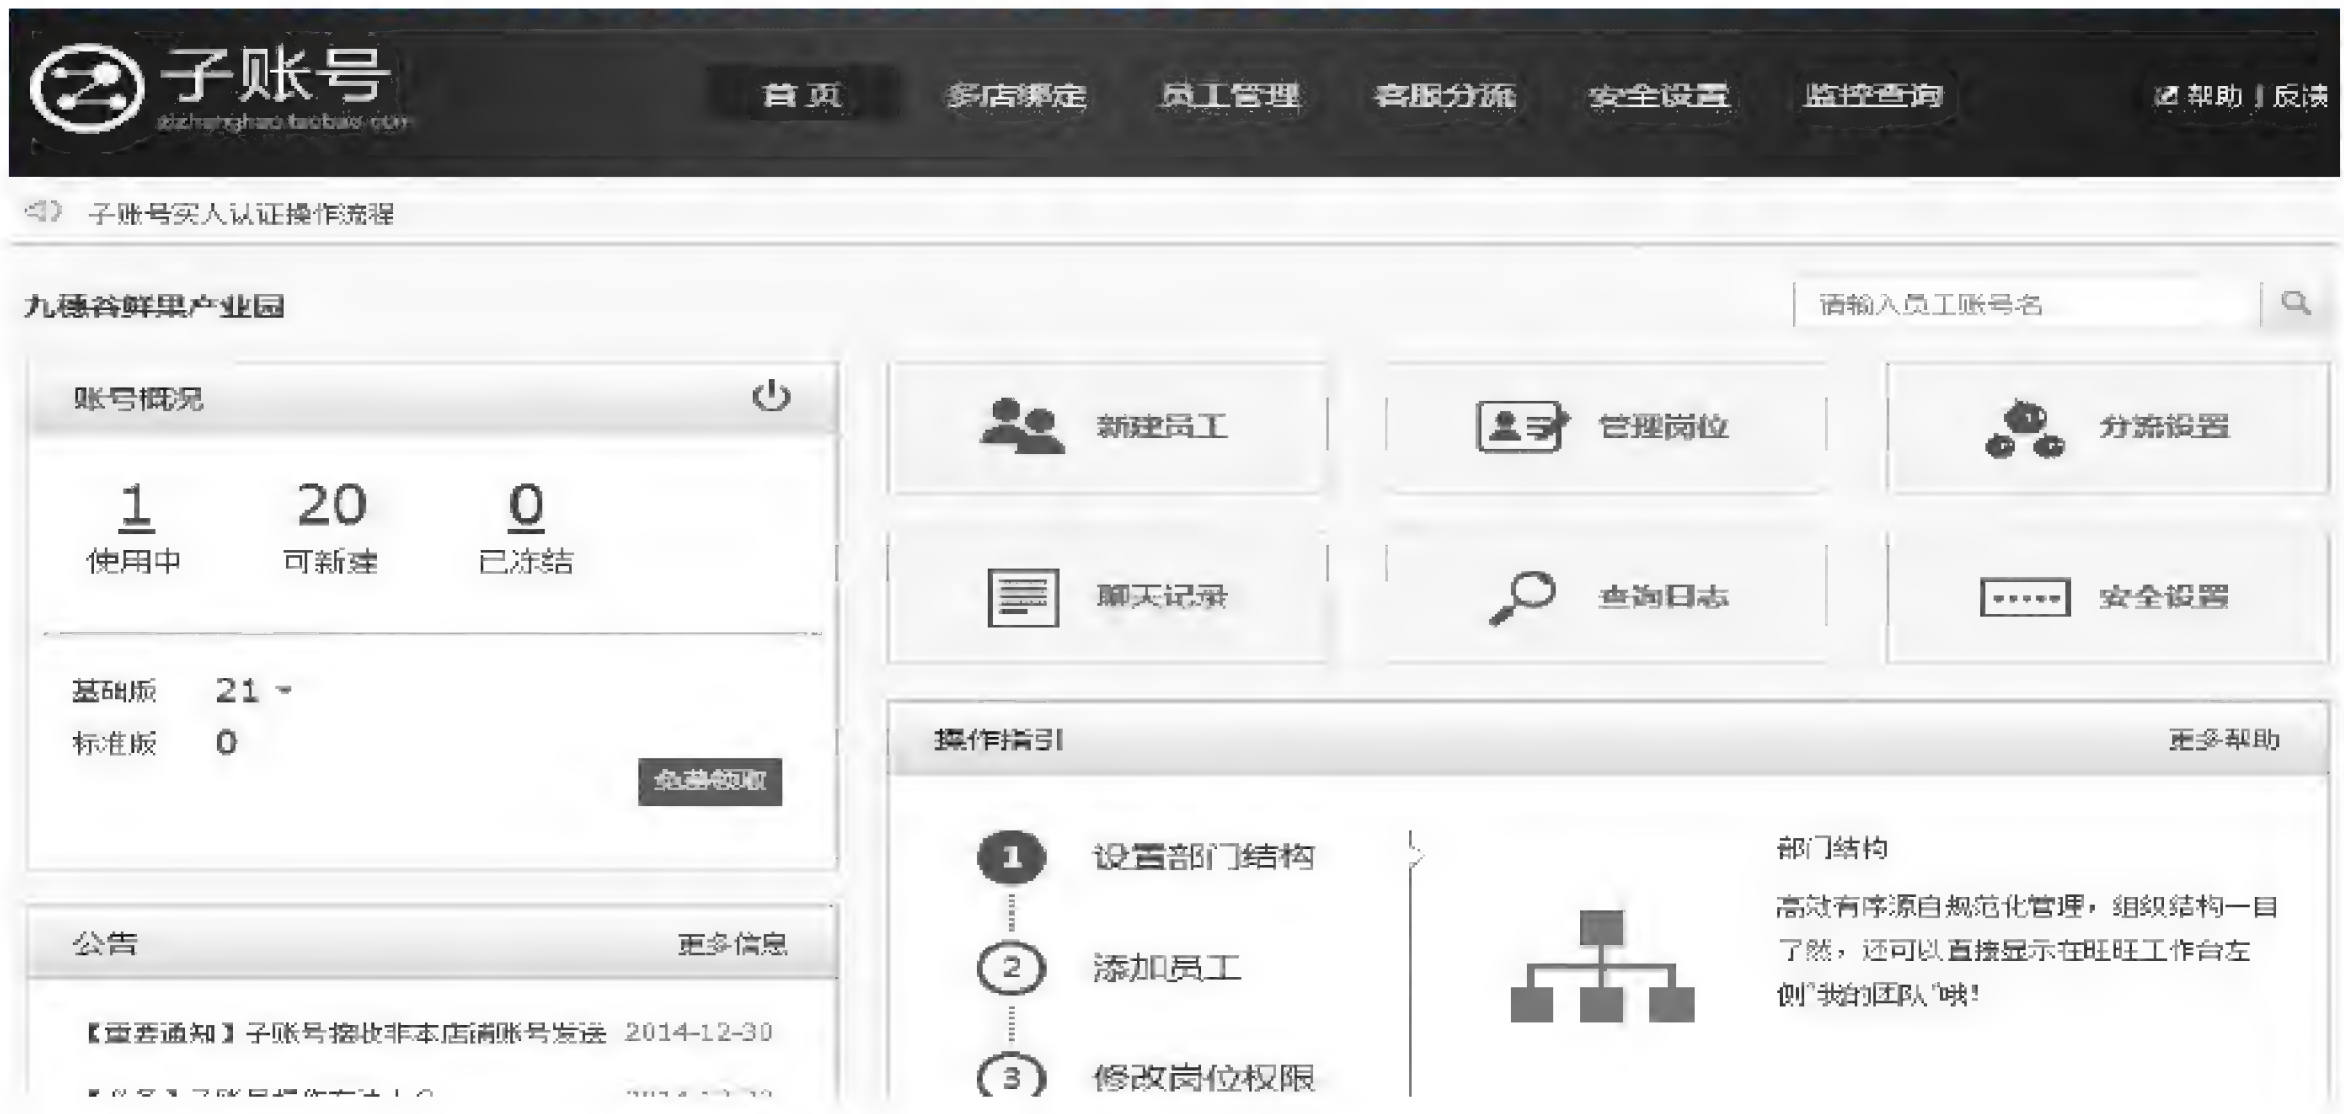 子账号
zizhanghao.taobao.com
首页 多店绑定 员工管理 客服分流 安全设置 监控查询 帮助 | 反馈
子账号实人认证操作流程
九穗谷鲜果产业园
请输入员工账号名
账号概况
1 20 0
使用中 可新建 已冻结
基础版 21
标准版 0
免费领取
新建员工 管理岗位 分流设置
聊天记录 查询日志 安全设置
公告 更多信息
【重要通知】子账号接收非本店铺账号发送 2014-12-30
操作指引 更多帮助
1 设置部门结构
2 添加员工
3 修改岗位权限
部门结构
高效有序源自规范化管理，组织结构一目
了然，还可以直接显示在旺旺工作台左
侧"我的团队"哦！